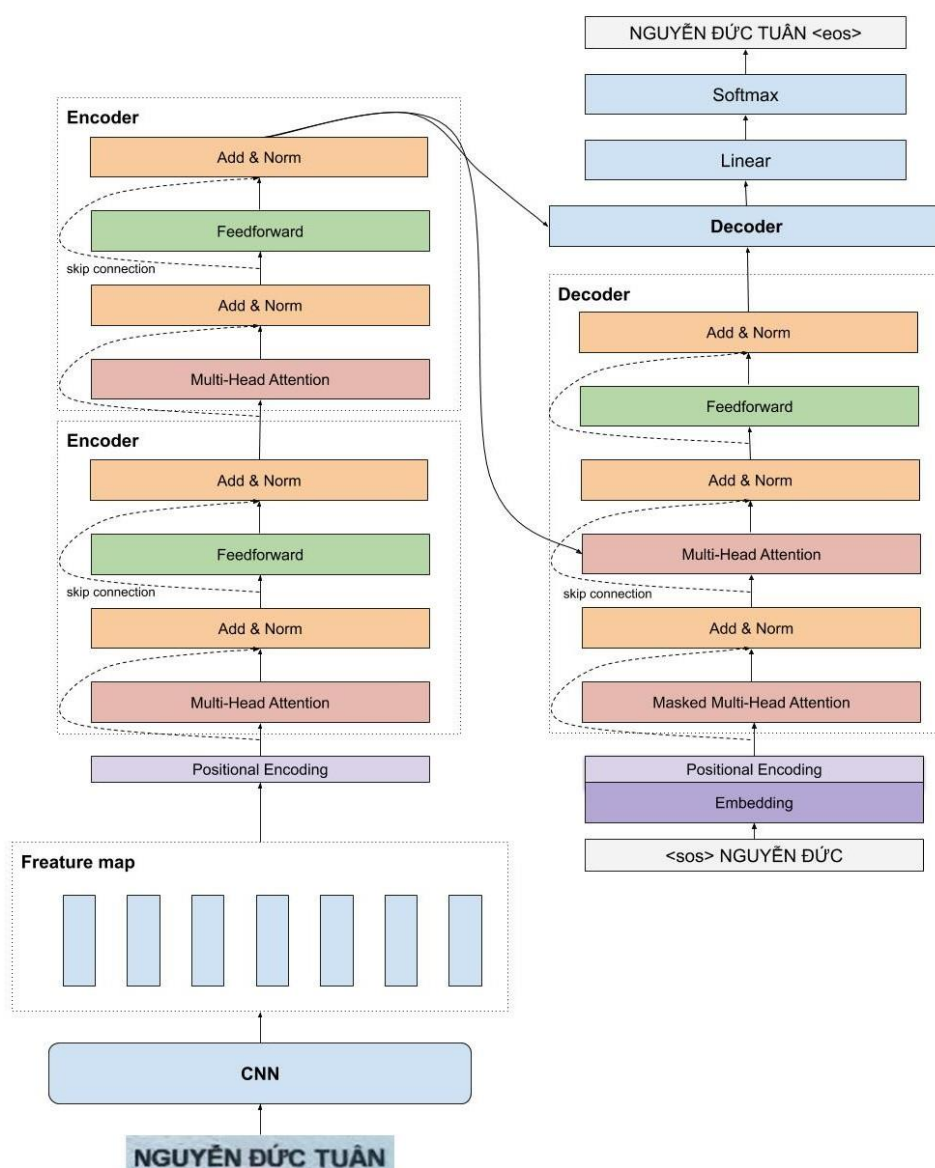 Encoder
Add & Norm
Feedforward
skip connection
Add & Norm
Multi-Head Attention
Encoder
Add & Norm
Feedforward
skip connection
Add & Norm
Multi-Head Attention
Positional Encoding
Freature map
CNN
NGUYỄN ĐỨC TUÂN
NGUYỄN ĐỨC TUÂN <eos>
Softmax
Linear
Decoder
Decoder
Add & Norm
Feedforward
Add & Norm
Multi-Head Attention
skip connection
Add & Norm
Masked Multi-Head Attention
Positional Encoding
Embedding
<sos> NGUYỄN ĐỨC